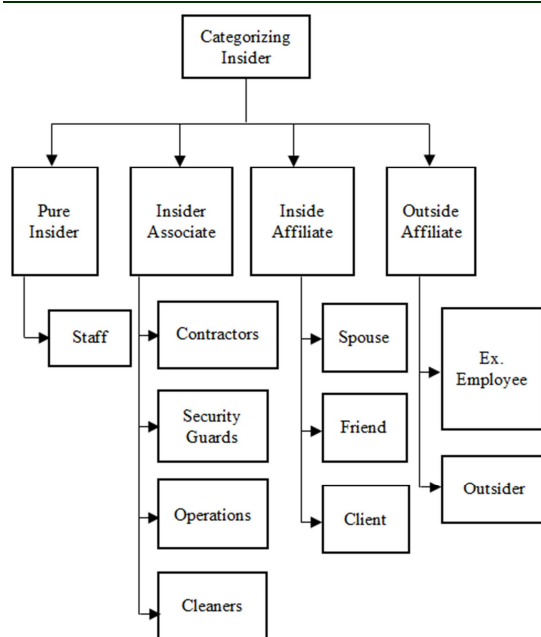 Categorizing
Insider
Pure
Insider
Insider
Associate
Inside
Affiliate
Outside
Affiliate
Staff
Contractors
Security
Guards
Operations
Cleaners
Spouse
Friend
Client
Ex.
Employee
Outsider